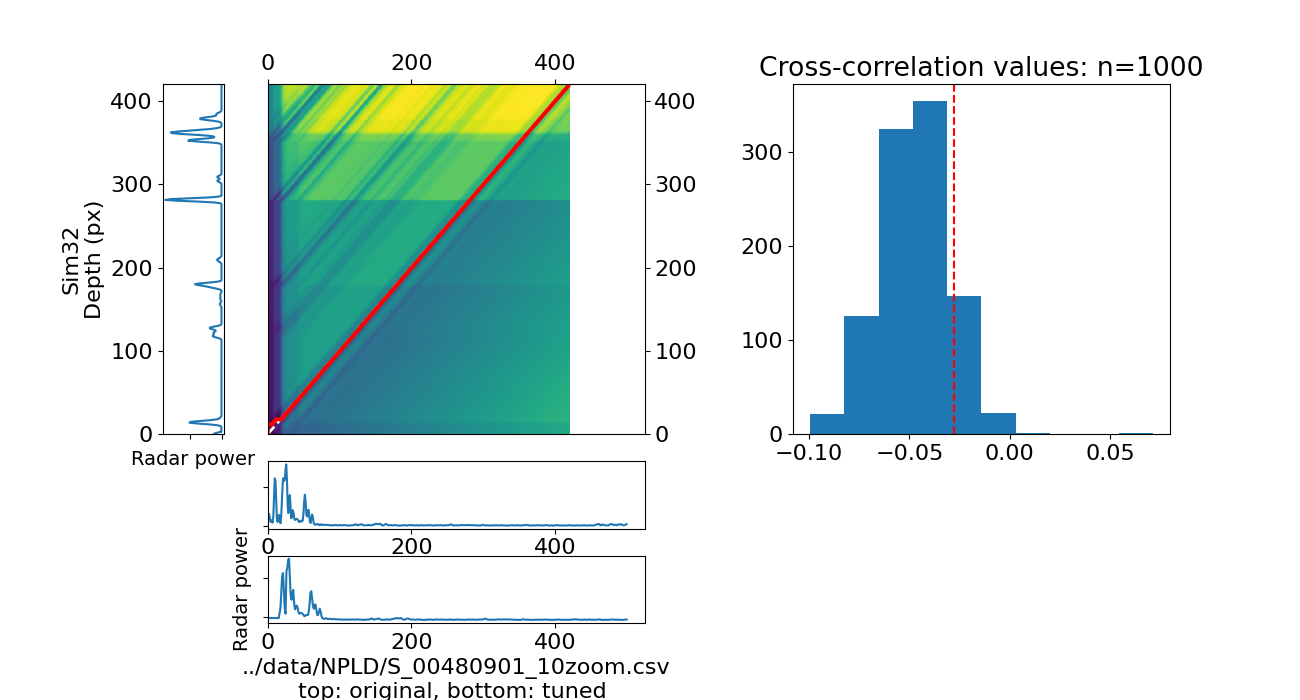 Cross-correlation values: n=1000
0 200 400
400 400
300 300
200 200
100 100
0 0
Sim32
Depth (px)
Radar power
300
200
100
0
−0.10 −0.05 0.00 0.05
0 200 400
Radar power
0 200 400
../data/NPLD/S_00480901_10zoom.csv
top: original, bottom: tuned